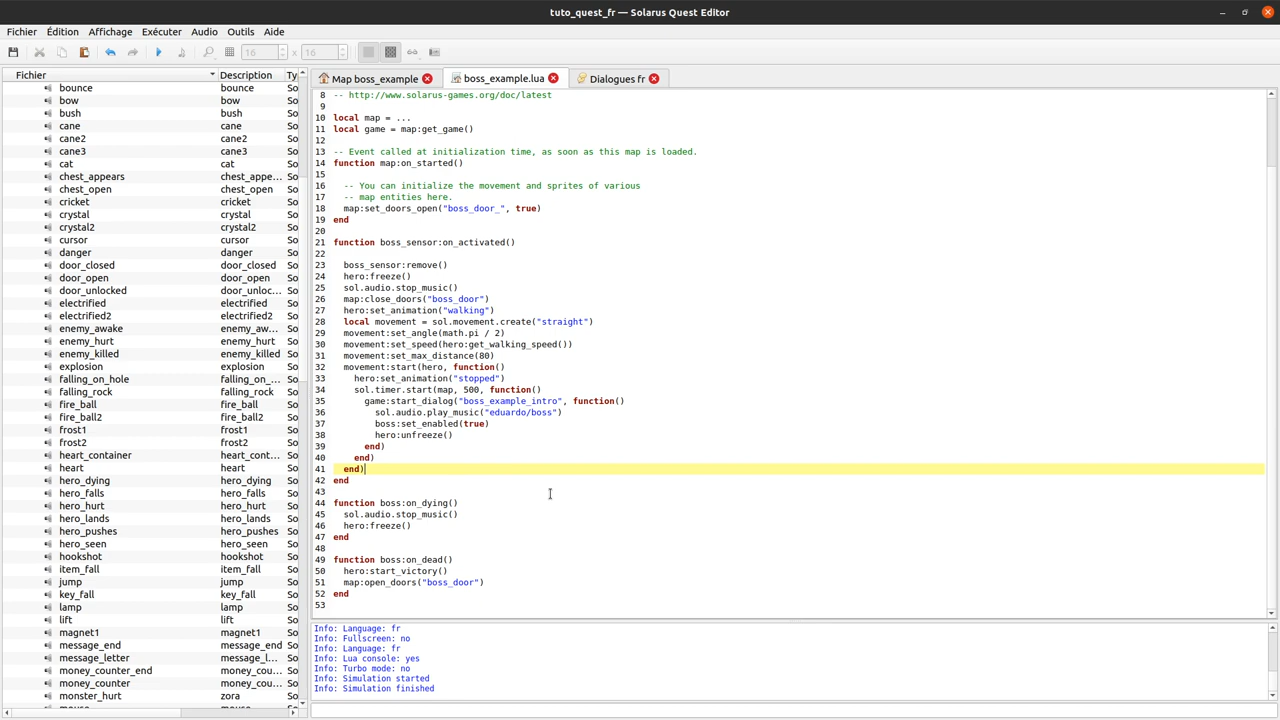 tuto_quest_fr — Solarus Quest Editor
Fichier Édition Affichage Exécuter Audio Outils Aide
16 x 16
Fichier Description Ty
Map boss_example boss_example.lua Dialogues fr
bounce bounce So
bow bow So
bush bush So
cane cane So
cane2 cane2 So
cane3 cane3 So
cat cat So
chest_appears chest_appe... So
chest_open chest_open So
cricket cricket So
crystal crystal So
crystal2 crystal2 So
cursor cursor So
danger danger So
door_closed door_closed So
door_open door_open So
door_unlocked door_unloc... So
electrified electrified So
electrified2 electrified2 So
enemy_awake enemy_aw... So
enemy_hurt enemy_hurt So
enemy_killed enemy_killed So
explosion explosion So
falling_on_hole falling_on_... So
falling_rock falling_rock So
fire_ball fire_ball So
fire_ball2 fire_ball2 So
frost1 frost1 So
frost2 frost2 So
heart_container heart_cont... So
heart heart So
hero_dying hero_dying So
hero_falls hero_falls So
hero_hurt hero_hurt So
hero_lands hero_lands So
hero_pushes hero_pushes So
hero_seen hero_seen So
hookshot hookshot So
item_fall item_fall So
jump jump So
key_fall key_fall So
lamp lamp So
lift lift So
magnet1 magnet1 So
message_end message_end So
message_letter message_l... So
money_counter_end money_cou... So
money_counter money_cou... So
monster_hurt zora So
8 -- http://www.solarus-games.org/doc/latest
9
10 local map = ...
11 local game = map:get_game()
12
13 -- Event called at initialization time, as soon as this map is loaded.
14 function map:on_started()
15
16 -- You can initialize the movement and sprites of various
17 -- map entities here.
18 map:set_doors_open("boss_door_", true)
19 end
20
21 function boss_sensor:on_activated()
22
23 boss_sensor:remove()
24 hero:freeze()
25 sol.audio.stop_music()
26 map:close_doors("boss_door")
27 hero:set_animation("walking")
28 local movement = sol.movement.create("straight")
29 movement:set_angle(math.pi / 2)
30 movement:set_speed(hero:get_walking_speed())
31 movement:set_max_distance(80)
32 movement:start(hero, function()
33 hero:set_animation("stopped")
34 sol.timer.start(map, 500, function()
35 game:start_dialog("boss_example_intro", function()
36 sol.audio.play_music("eduardo/boss")
37 boss:set_enabled(true)
38 hero:unfreeze()
39 end)
40 end)
41 end)
42 end
43
44 function boss:on_dying()
45 sol.audio.stop_music()
46 hero:freeze()
47 end
48
49 function boss:on_dead()
50 hero:start_victory()
51 map:open_doors("boss_door")
52 end
53
Info: Language: fr
Info: Fullscreen: no
Info: Language: fr
Info: Lua console: yes
Info: Turbo mode: no
Info: Simulation started
Info: Simulation finished